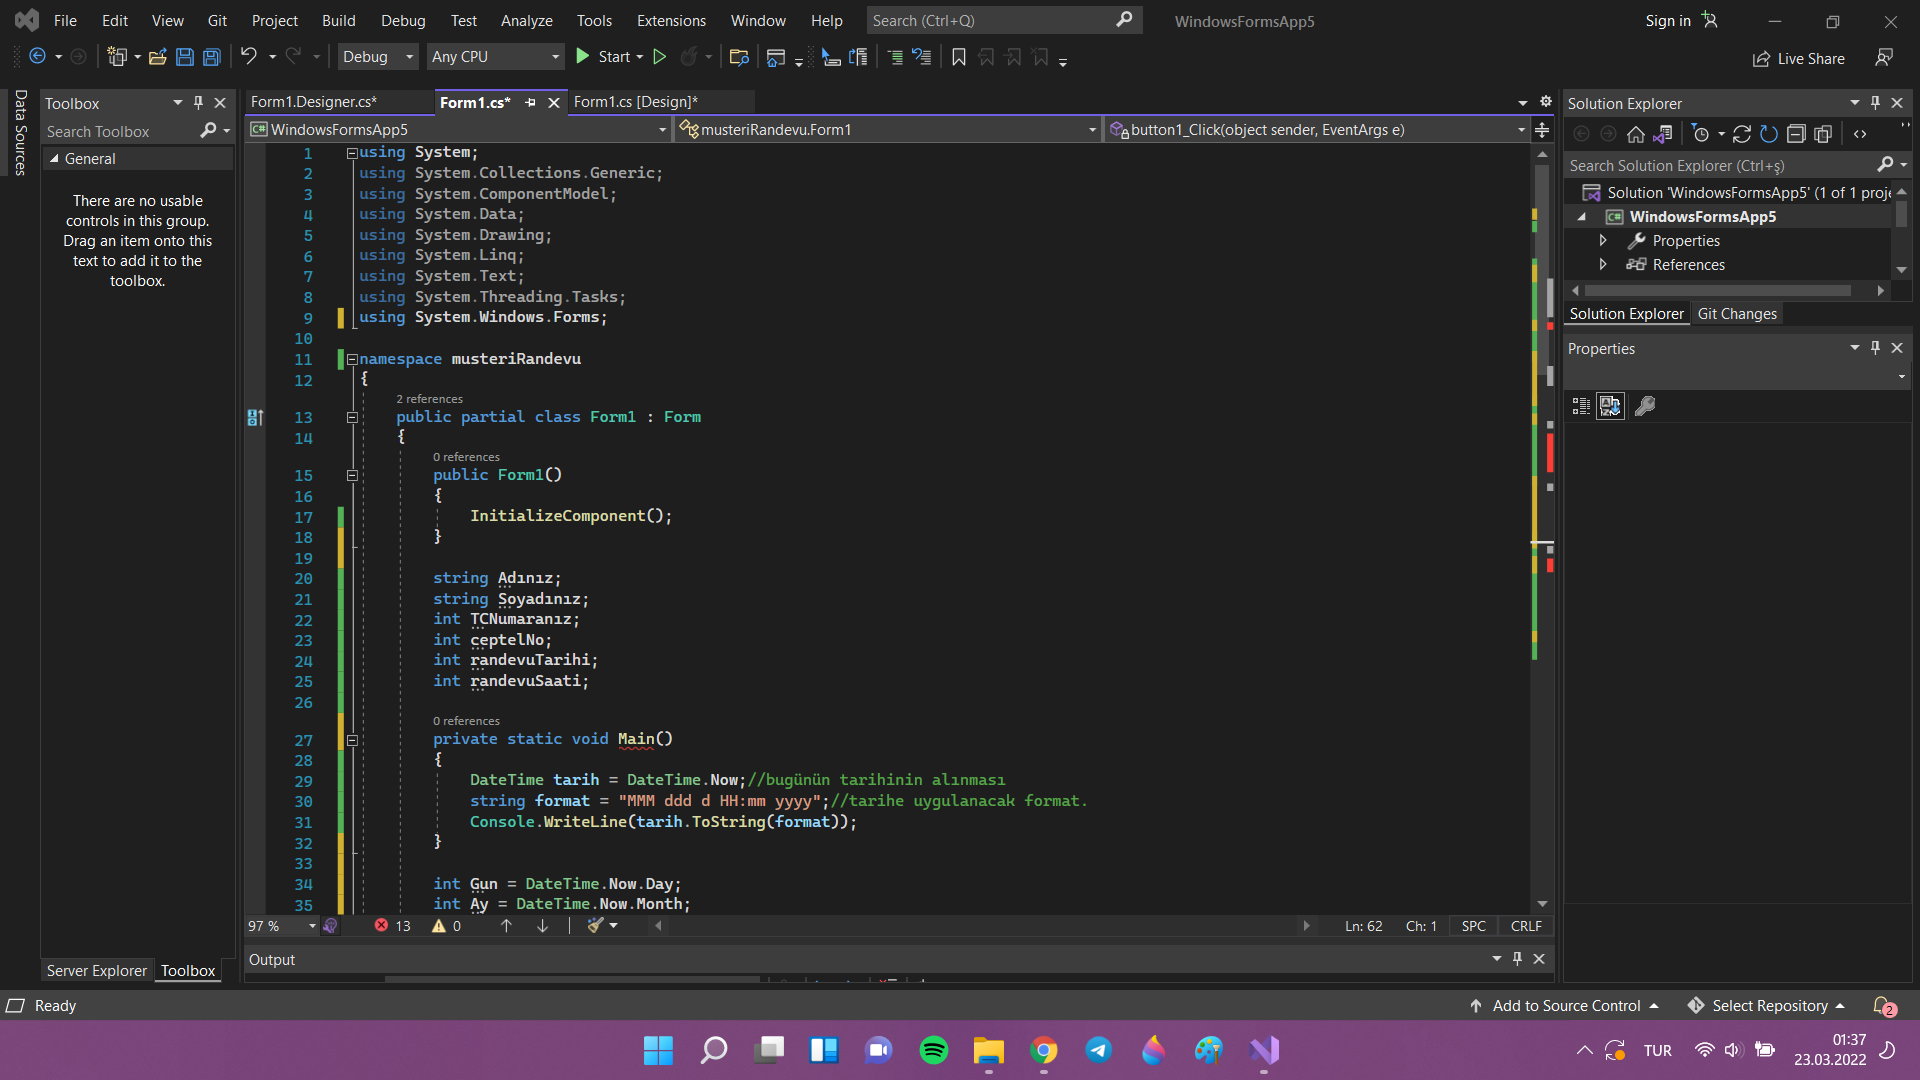 File Edit View Git Project Build Debug Test Analyze Tools Extensions Window Help Search (Ctrl+Q) WindowsFormsApp5 Sign in
Debug Any CPU Start Live Share
Data Sources
Toolbox
Search Toolbox
General
There are no usable
controls in this group.
Drag an item onto this
text to add it to the
toolbox.
Server Explorer Toolbox
Form1.Designer.cs* Form1.cs* Form1.cs [Design]*
C# WindowsFormsApp5 musteriRandevu.Form1 button1_Click(object sender, EventArgs e)
1 using System;
2 using System.Collections.Generic;
3 using System.ComponentModel;
4 using System.Data;
5 using System.Drawing;
6 using System.Linq;
7 using System.Text;
8 using System.Threading.Tasks;
9 using System.Windows.Forms;
10
11 namespace musteriRandevu
12 {
2 references
13 public partial class Form1 : Form
14 {
0 references
15 public Form1()
16 {
17 InitializeComponent();
18 }
19
20 string Adınız;
21 string Soyadınız;
22 int TCNumaranız;
23 int ceptelNo;
24 int randevuTarihi;
25 int randevuSaati;
26
0 references
27 private static void Main()
28 {
29 DateTime tarih = DateTime.Now;//bugünün tarihinin alınması
30 string format = "MMM ddd d HH:mm yyyy";//tarihe uygulanacak format.
31 Console.WriteLine(tarih.ToString(format));
32 }
33
34 int Gun = DateTime.Now.Day;
35 int Ay = DateTime.Now.Month;
97 % 13 0 Ln: 62 Ch: 1 SPC CRLF
Output
Solution Explorer
Search Solution Explorer (Ctrl+ş)
Solution 'WindowsFormsApp5' (1 of 1 proje
C# WindowsFormsApp5
Properties
References
Solution Explorer Git Changes
Properties
Ready Add to Source Control Select Repository 2
TUR 01:37
23.03.2022